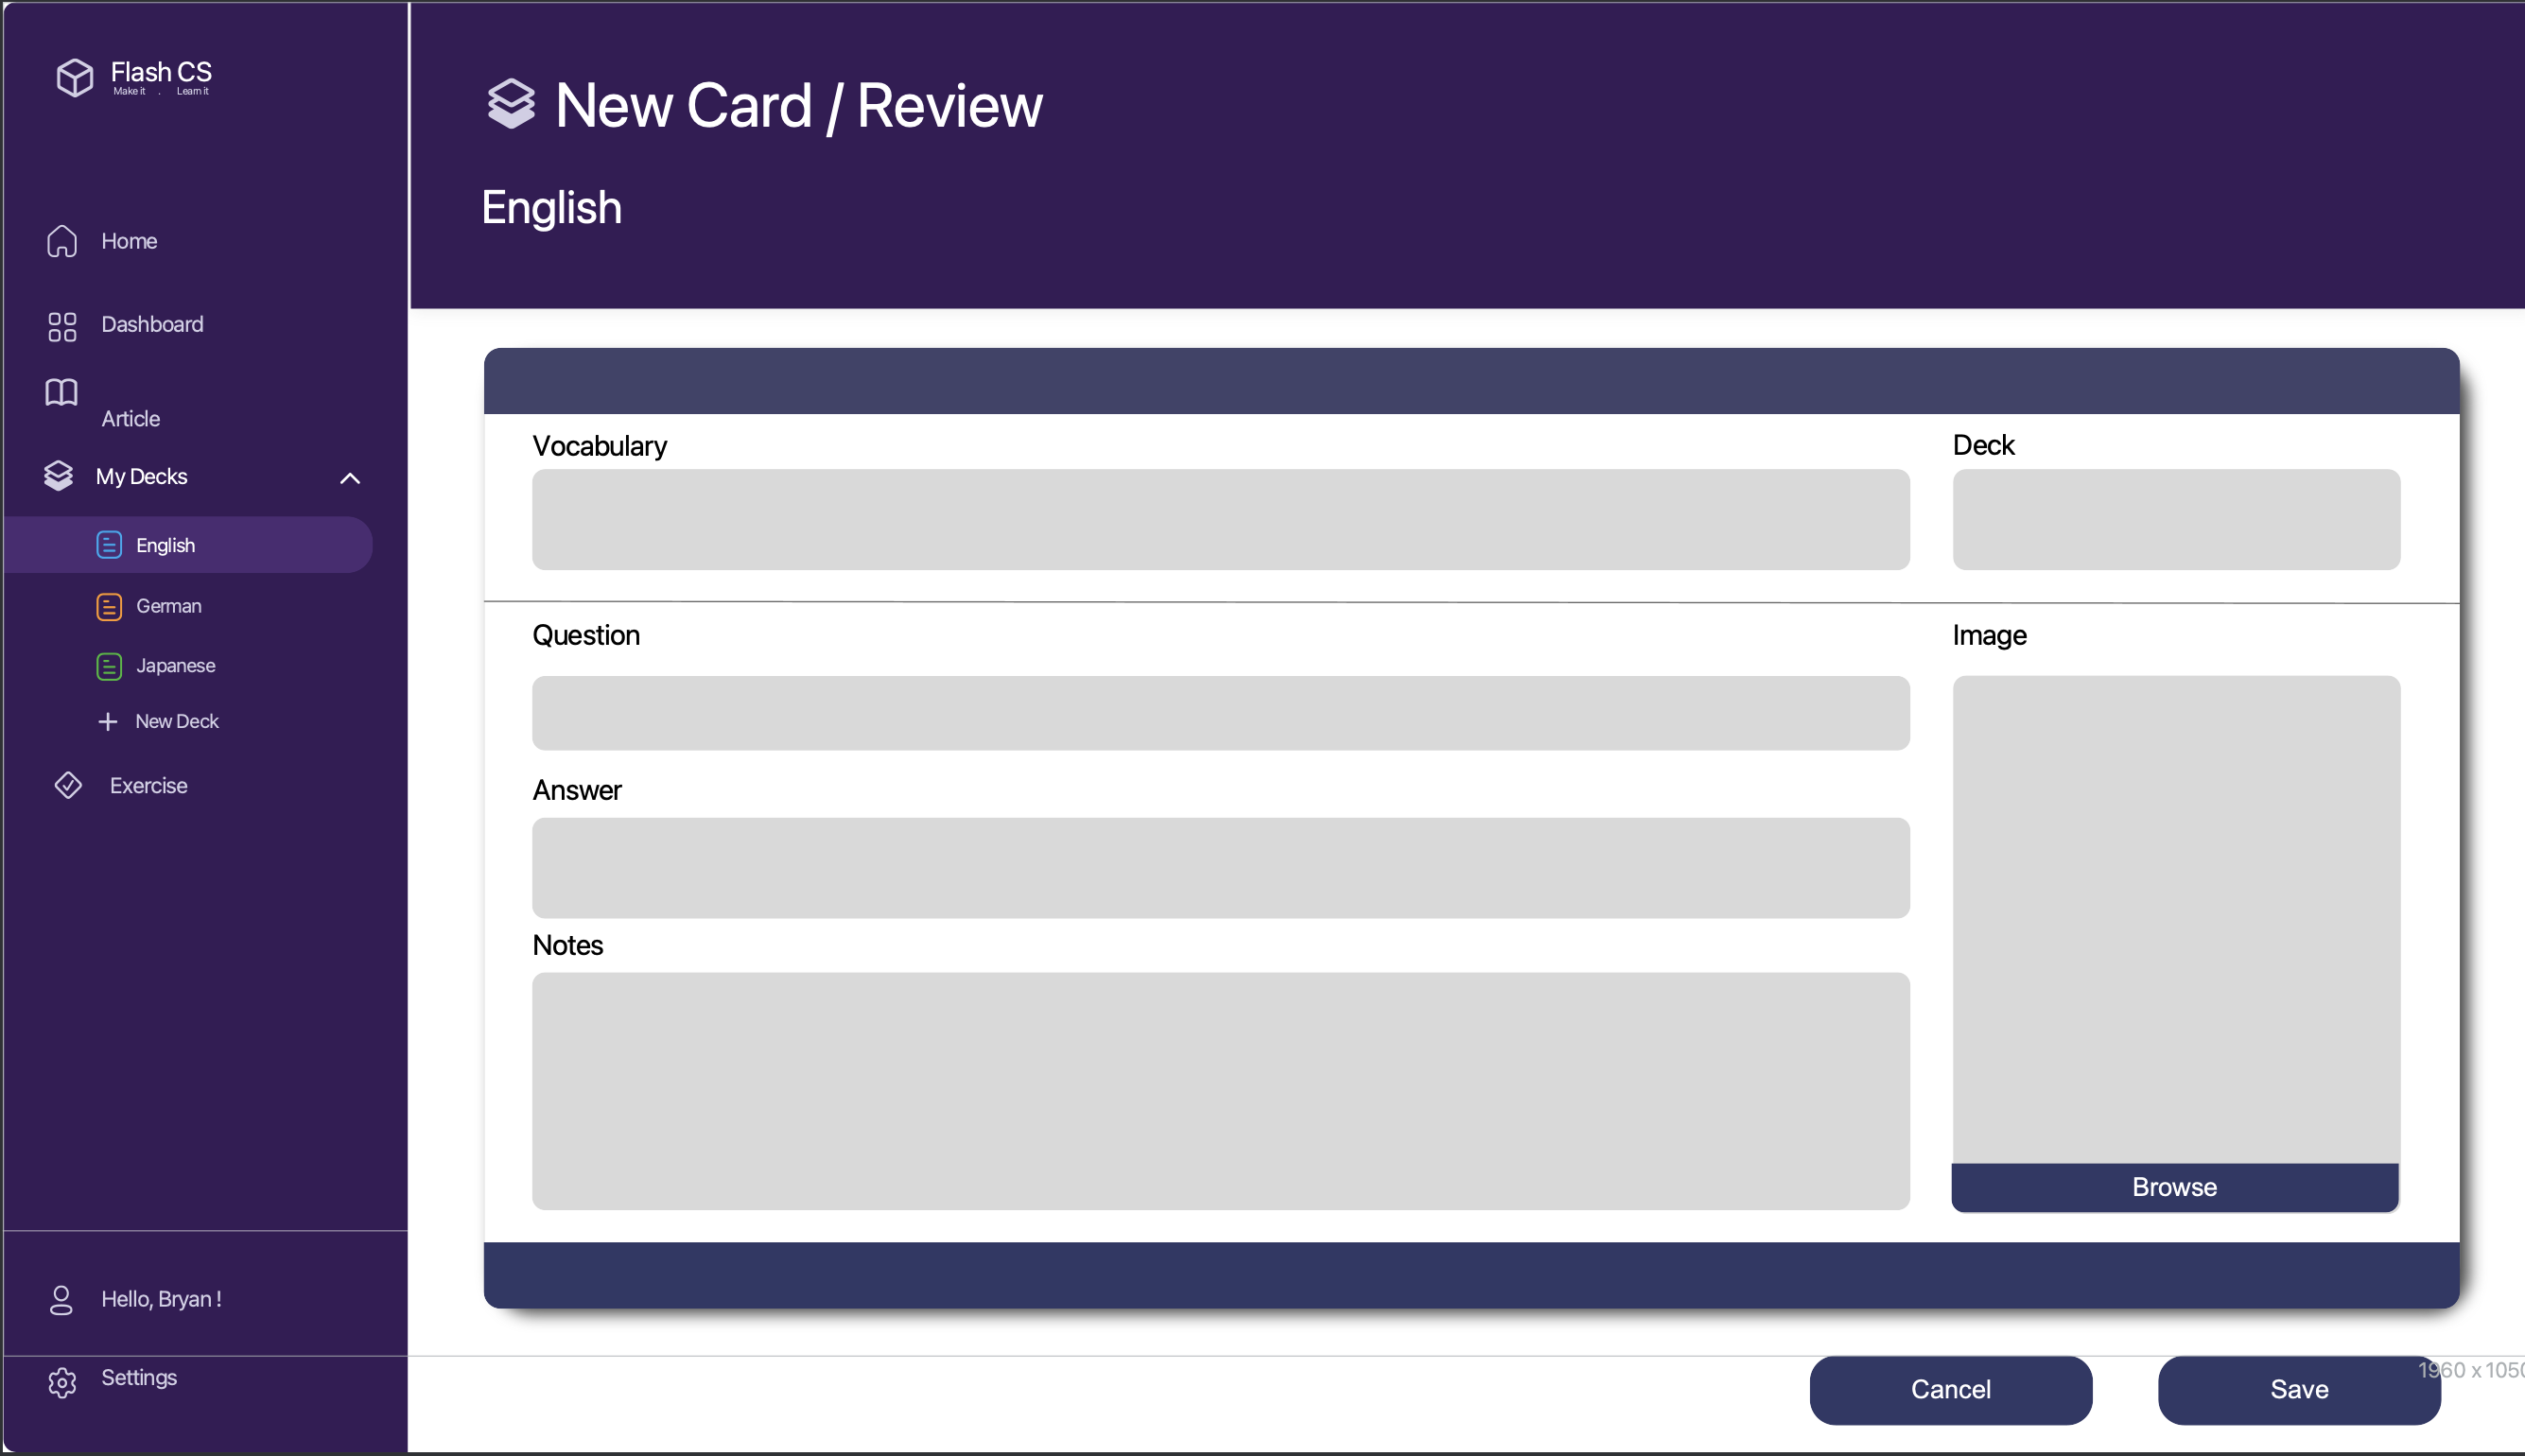 Flash CS
Make it . Learn it
Home
Dashboard
Article
My Decks
English
German
Japanese
New Deck
Exercise
Hello, Bryan !
Settings
New Card / Review
English
Vocabulary
Deck
Question
Image
Answer
Notes
Browse
Cancel
Save
1960 x 1050